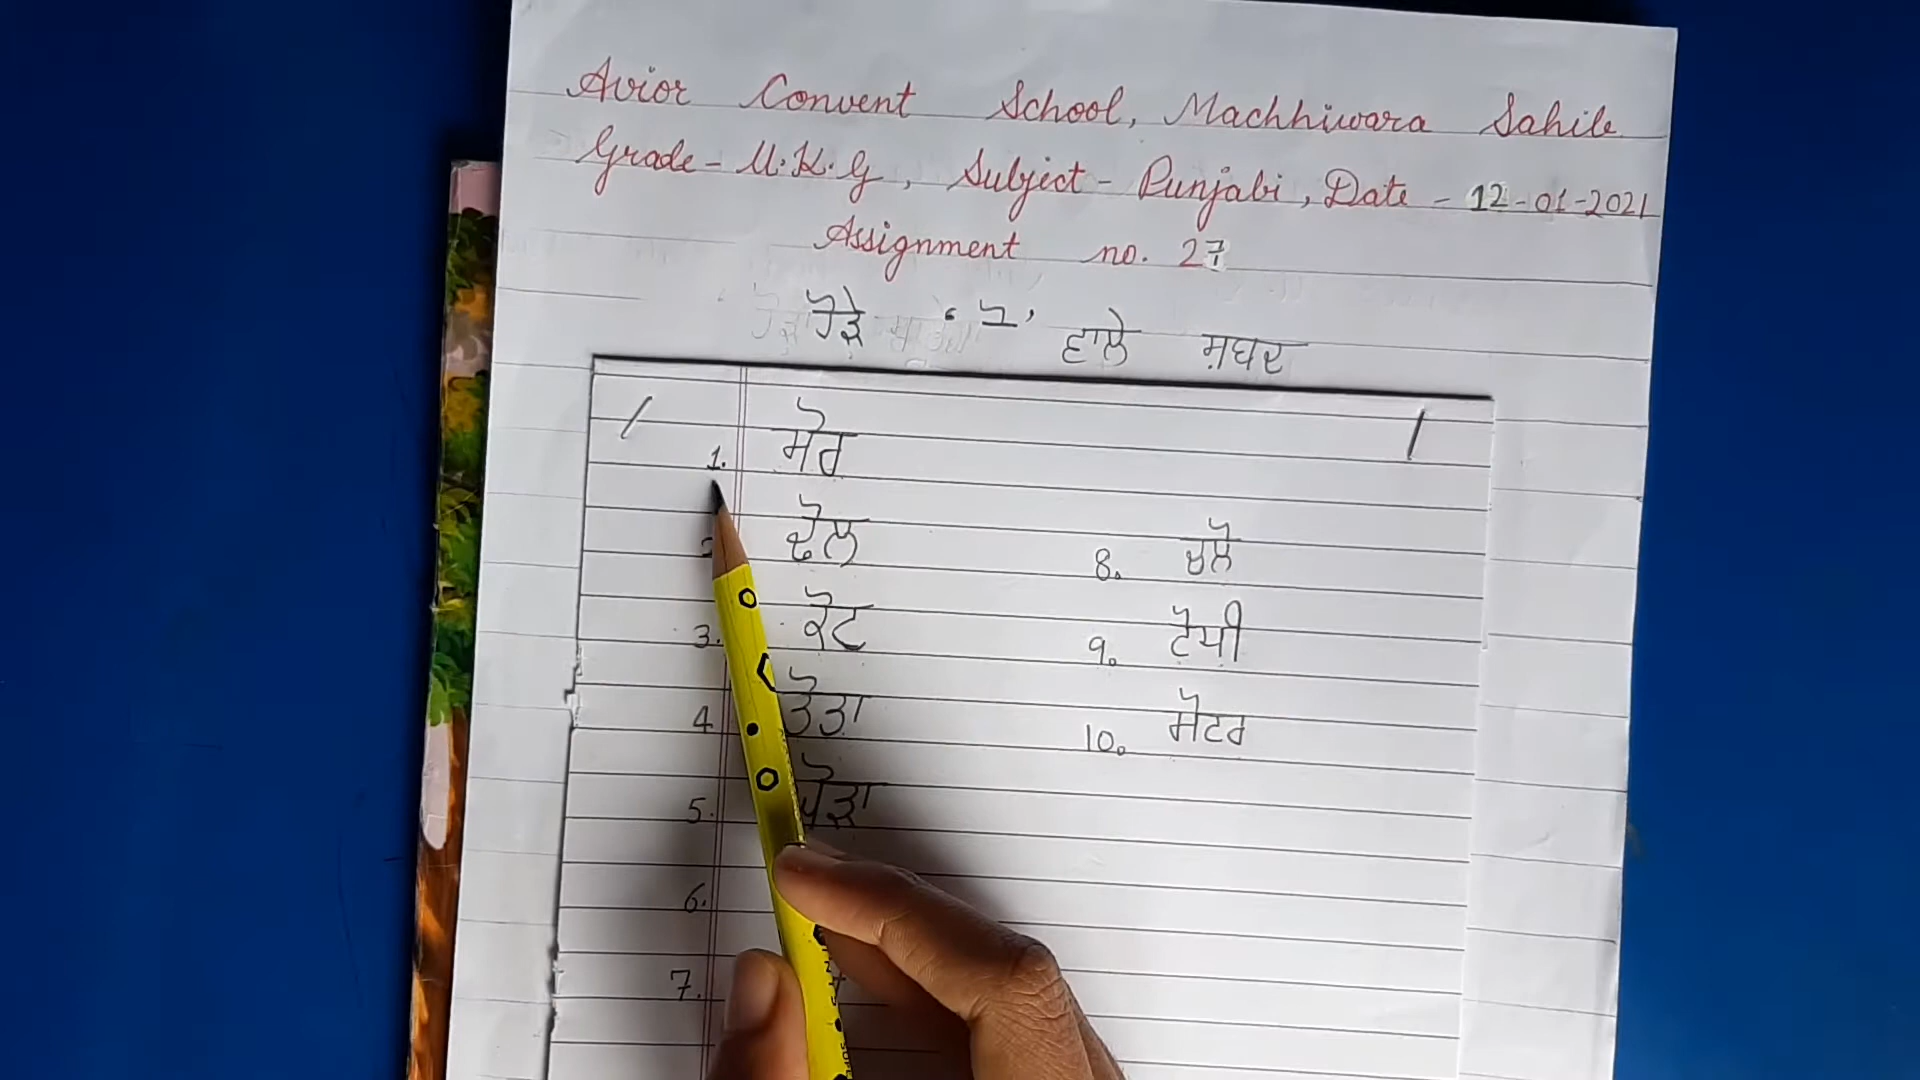 Avior Convent School, Machhiwara Sahib
Grade - U.K.G, Subject - Punjabi, Date - 12-01-2021
Assignment no. 27
ਹੋੜੇ ' ੋ ' ਵਾਲੇ ਸ਼ਬਦ
1. ਮੋਰ
ਢੋਲ
3. ਕੋਟ
4 ਤੋਤਾ
5. ਘੋੜਾ
6.
7.
8. ਚਲੋ
9. ਟੋਪੀ
10. ਮੋਟਰ